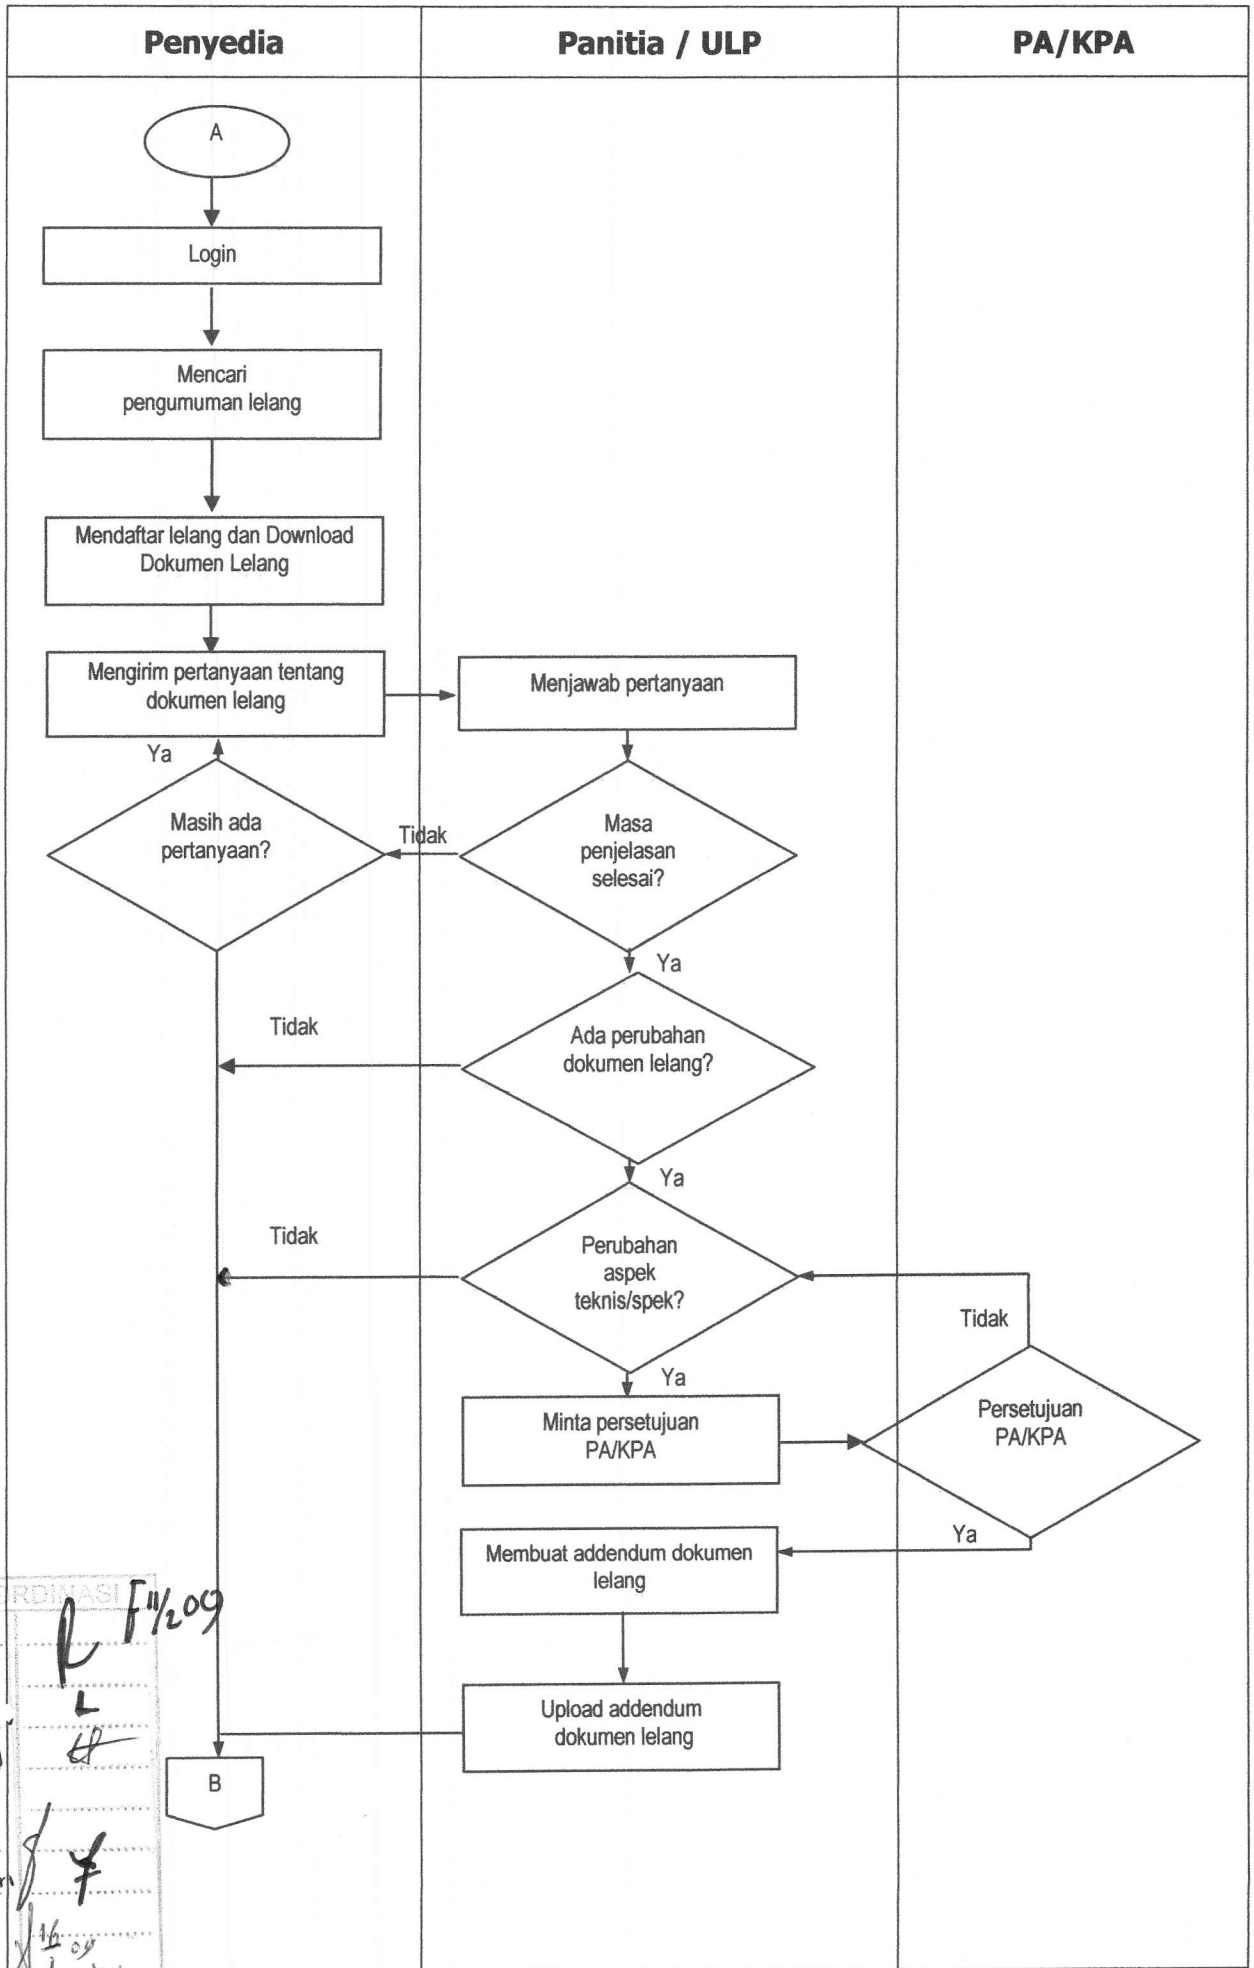 Penyedia
Panitia / ULP
PA/KPA
A
Login
Mencari
pengumuman lelang
Mendaftar lelang dan Download
Dokumen Lelang
Mengirim pertanyaan tentang
dokumen lelang
Menjawab pertanyaan
Ya
Masih ada
pertanyaan?
Tidak
Masa
penjelasan
selesai?
Ya
Tidak
Ada perubahan
dokumen lelang?
Ya
Tidak
Perubahan
aspek
teknis/spek?
Tidak
Ya
Minta persetujuan
PA/KPA
Persetujuan
PA/KPA
Ya
Membuat addendum dokumen
lelang
Upload addendum
dokumen lelang
B